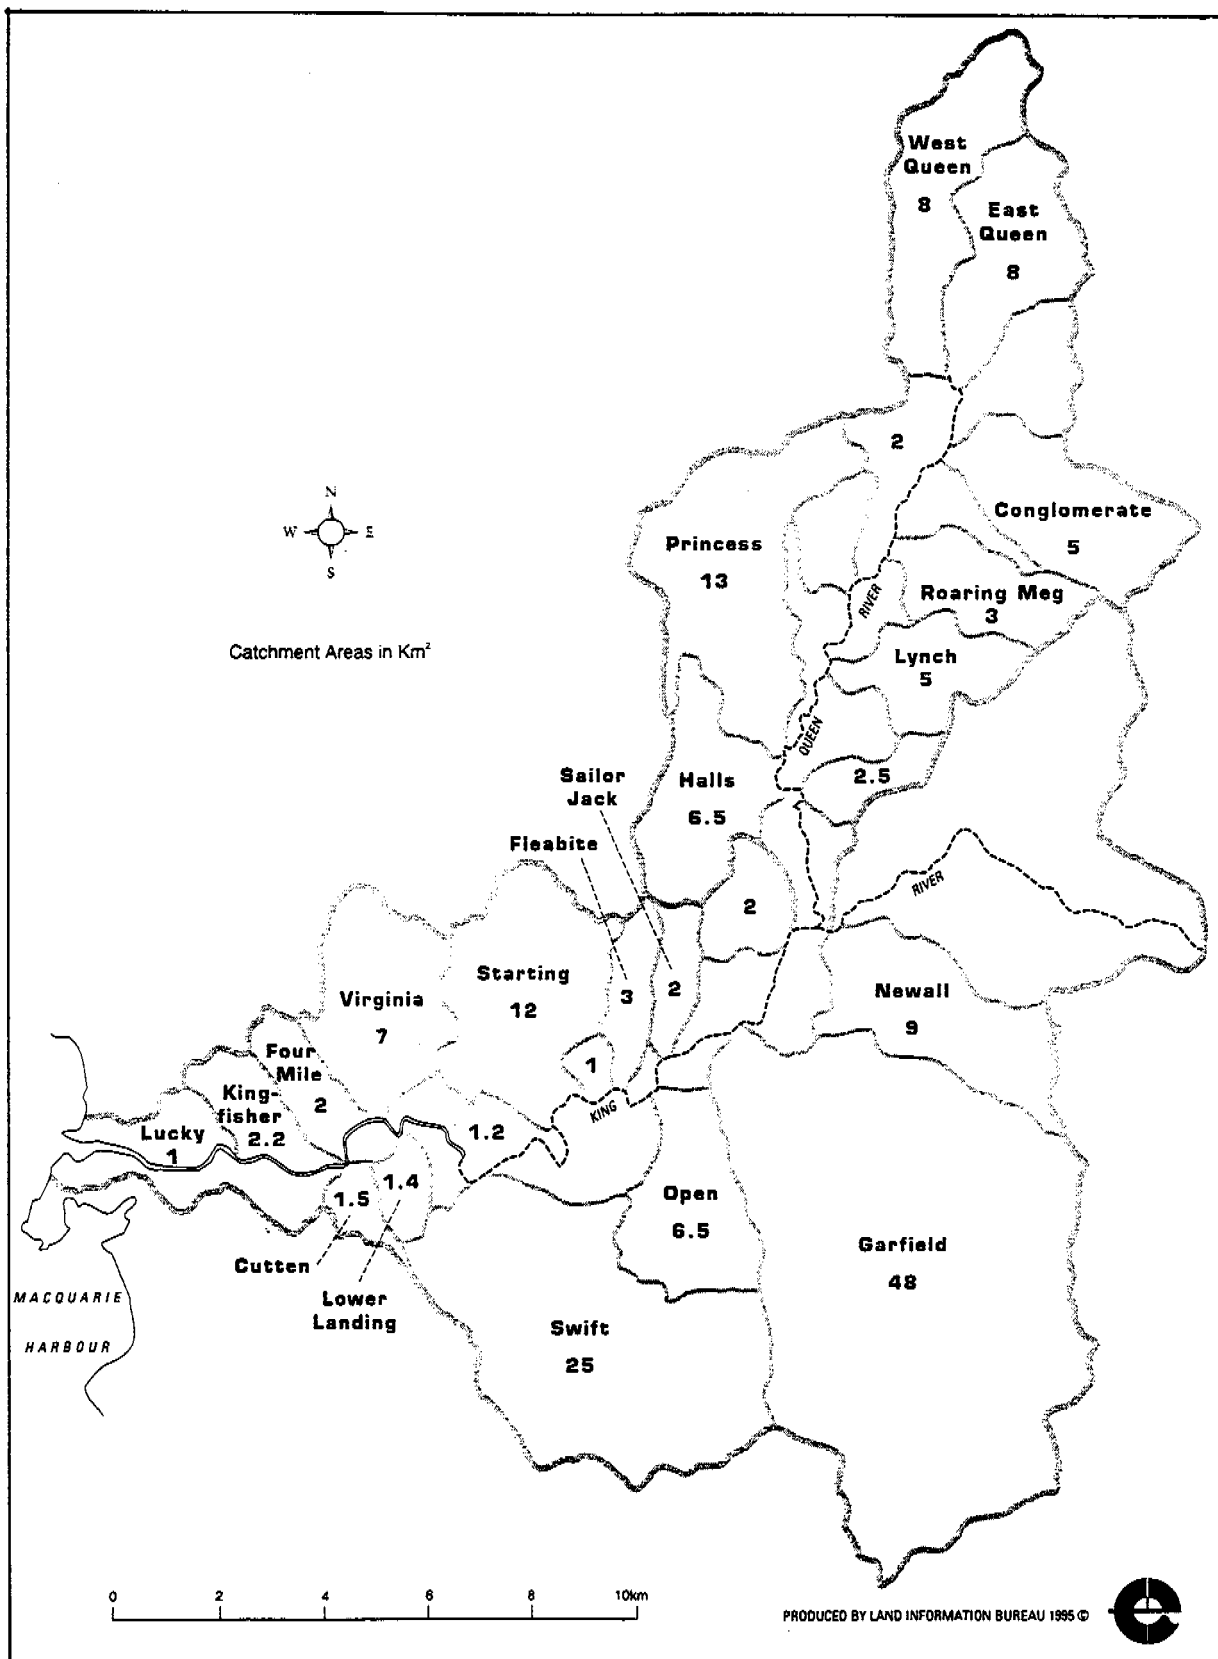 West
Queen
8
East
Queen
8
2
N
W
E
S
Conglomerate
5
Princess
13
Roaring Meg
3
RIVER
Catchment Areas in Km²
Lynch
5
QUEEN
Sailor
Jack
Halls
6.5
2.5
Fleabite
RIVER
2
Starting
12
Virginia
7
3
2
Newall
9
Four
Mile
2
1
King-
fisher
2.2
KING
Lucky
1
1.2
1.4
1.5
Open
6.5
Cutten
Garfield
48
Lower
Landing
MACQUARIE
HARBOUR
Swift
25
0 2 4 6 8 10km
PRODUCED BY LAND INFORMATION BUREAU 1995 ©